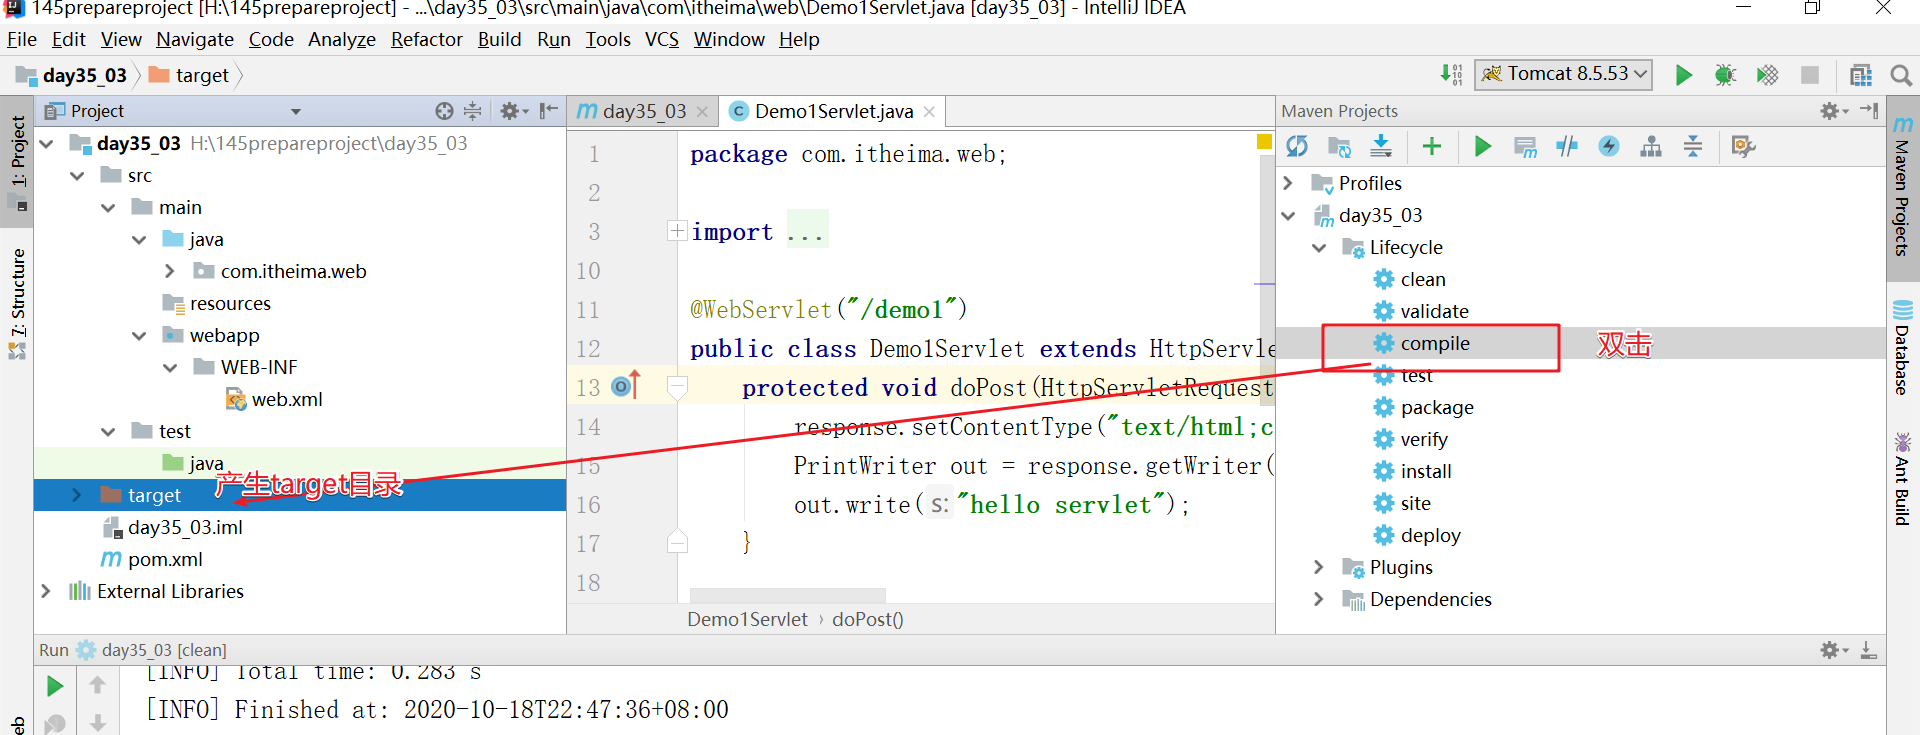 145prepareproject [H:\145prepareproject] - ...\day35_03\src\main\java\com\itheima\web\Demo1Servlet.java [day35_03] - IntelliJ IDEA
File Edit View Navigate Code Analyze Refactor Build Run Tools VCS Window Help
day35_03 target
Tomcat 8.5.53
1: Project
7: Structure
eb
Project
day35_03 H:\145prepareproject\day35_03
src
main
java
com.itheima.web
resources
webapp
WEB-INF
web.xml
test
java
target
产生target目录
day35_03.iml
pom.xml
External Libraries
day35_03
Demo1Servlet.java
1 package com.itheima.web;
2
3 import ...
10
11 @WebServlet("/demo1")
12 public class Demo1Servlet extends HttpServle
13 protected void doPost(HttpServletRequest
14 response.setContentType("text/html;c
15 PrintWriter out = response.getWriter(
16 out.write( s: "hello servlet");
17 }
18
Demo1Servlet › doPost()
Maven Projects
Profiles
day35_03
Lifecycle
clean
validate
compile
双击
test
package
verify
install
site
deploy
Plugins
Dependencies
Maven Projects
Database
Ant Build
Run day35_03 [clean]
[INFO] Total time: 0.283 s
[INFO] Finished at: 2020-10-18T22:47:36+08:00